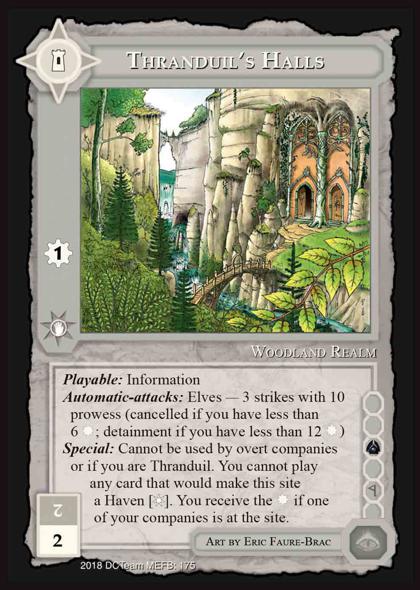 Thranduil's Halls
1
Woodland Realm
Playable: Information
Automatic-attacks: Elves — 3 strikes with 10
prowess (cancelled if you have less than
6 ; detainment if you have less than 12 )
Special: Cannot be used by overt companies
or if you are Thranduil. You cannot play
any card that would make this site
a Haven [ ]. You receive the if one
of your companies is at the site.
2
2
Art by Eric Faure-Brac
2018 DCTeam MEFB: 175